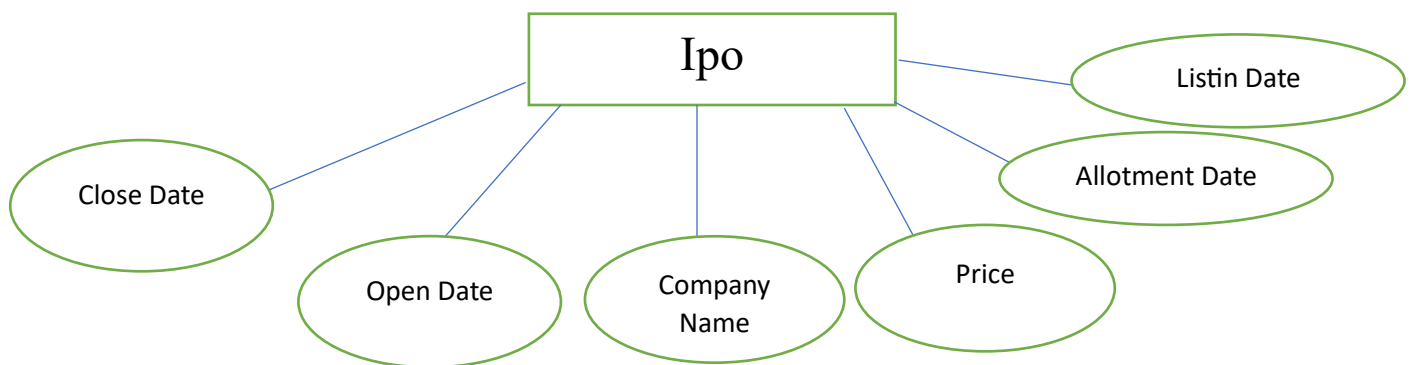 Ipo
Listin Date
Allotment Date
Close Date
Open Date
Company
Name
Price